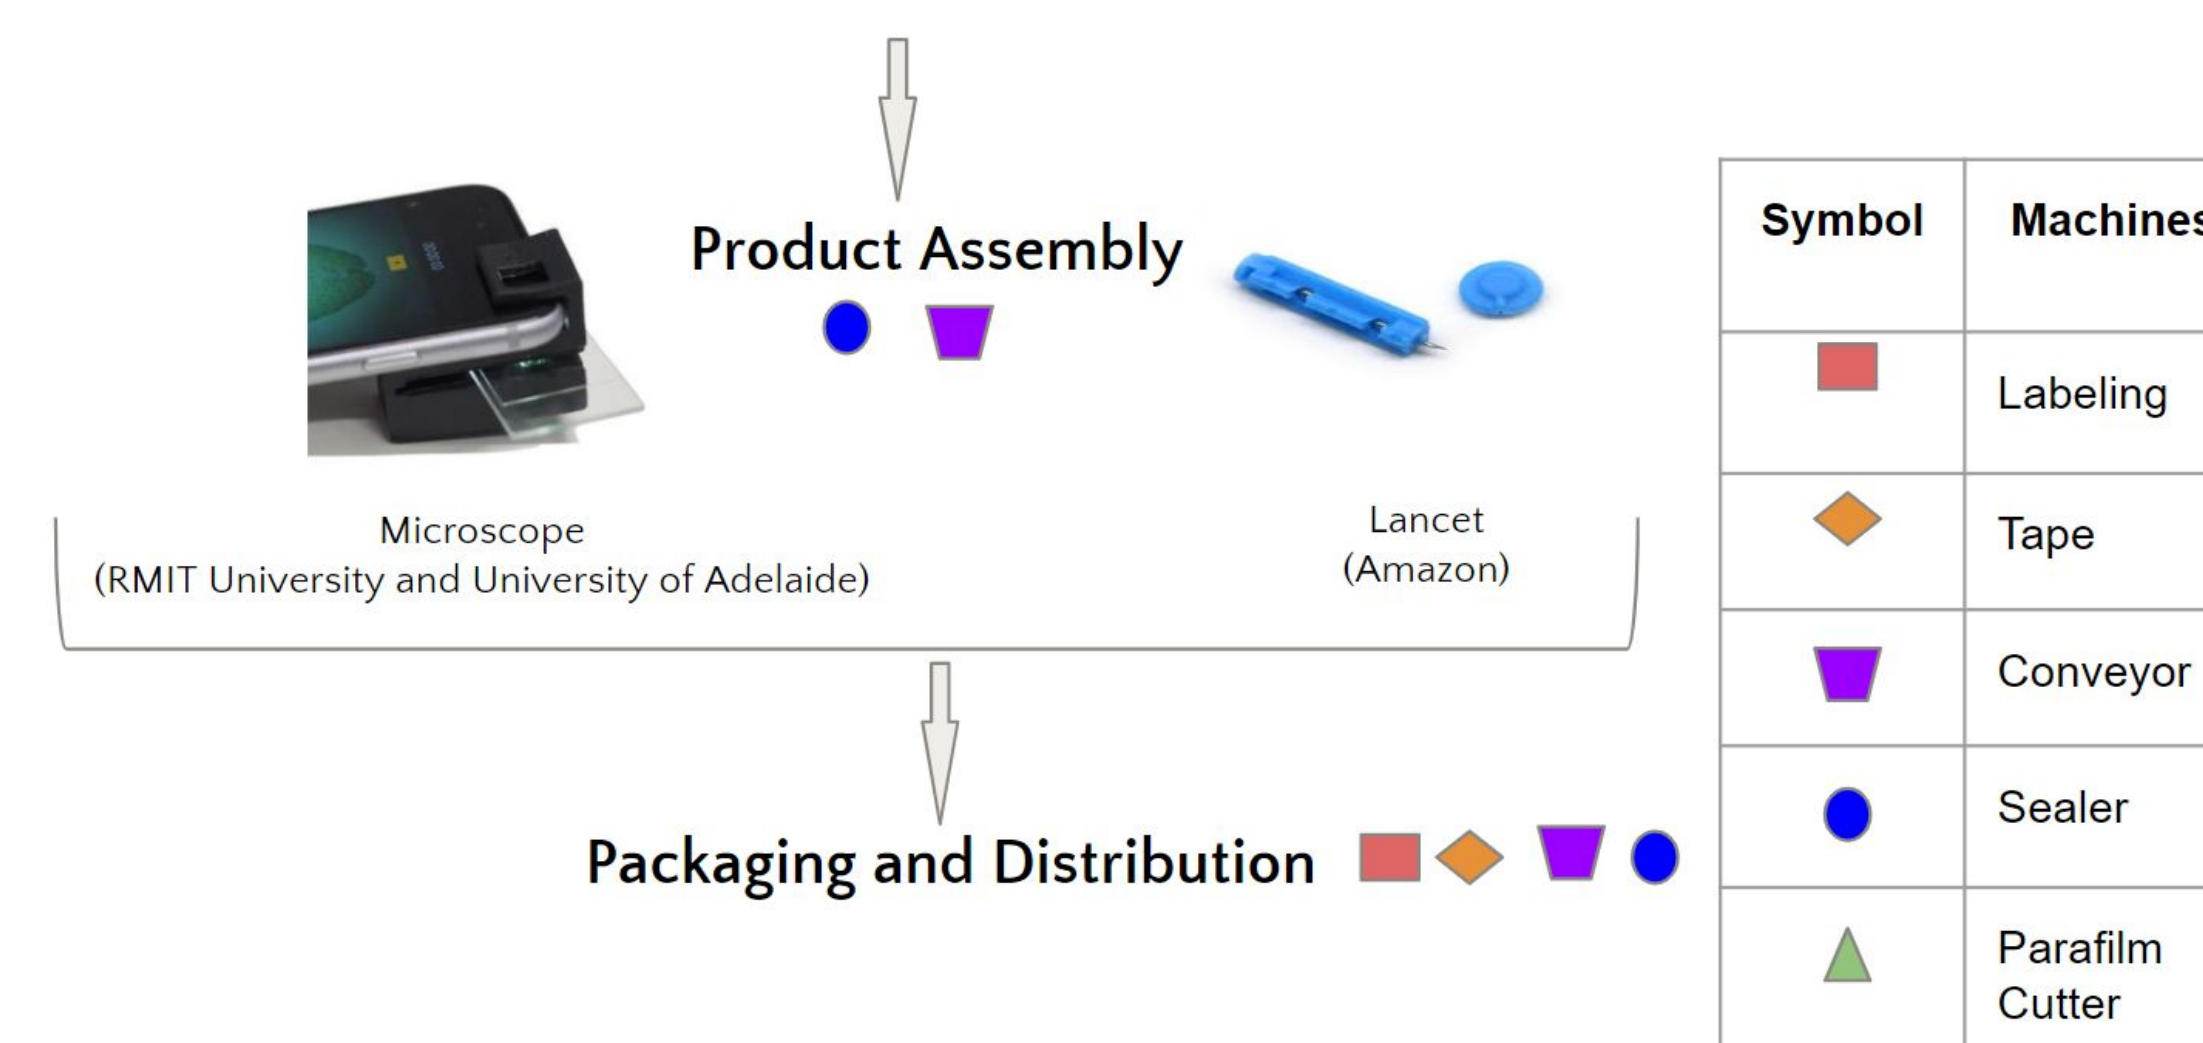 Product Assembly
Microscope
(RMIT University and University of Adelaide)
Lancet
(Amazon)
Packaging and Distribution
Symbol Machines
Labeling
Tape
Conveyor
Sealer
Parafilm
Cutter